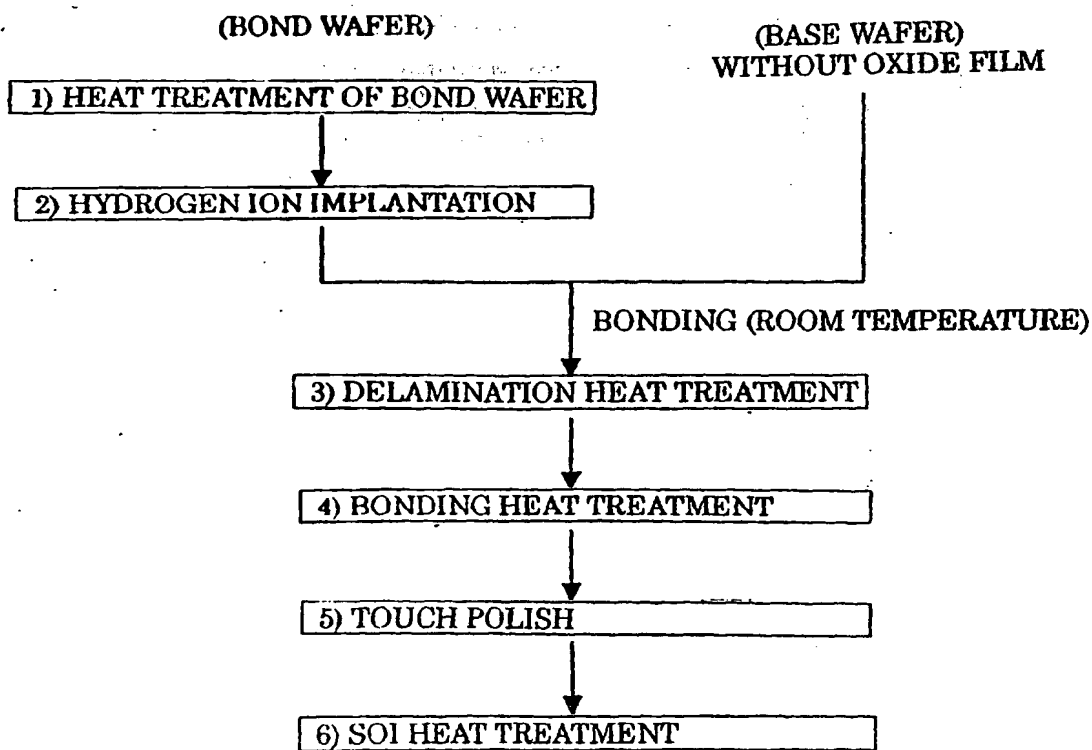 (BOND WAFER)
(BASE WAFER)
WITHOUT OXIDE FILM
1) HEAT TREATMENT OF BOND WAFER
2) HYDROGEN ION IMPLANTATION
BONDING (ROOM TEMPERATURE)
3) DELAMINATION HEAT TREATMENT
4) BONDING HEAT TREATMENT
5) TOUCH POLISH
6) SOI HEAT TREATMENT